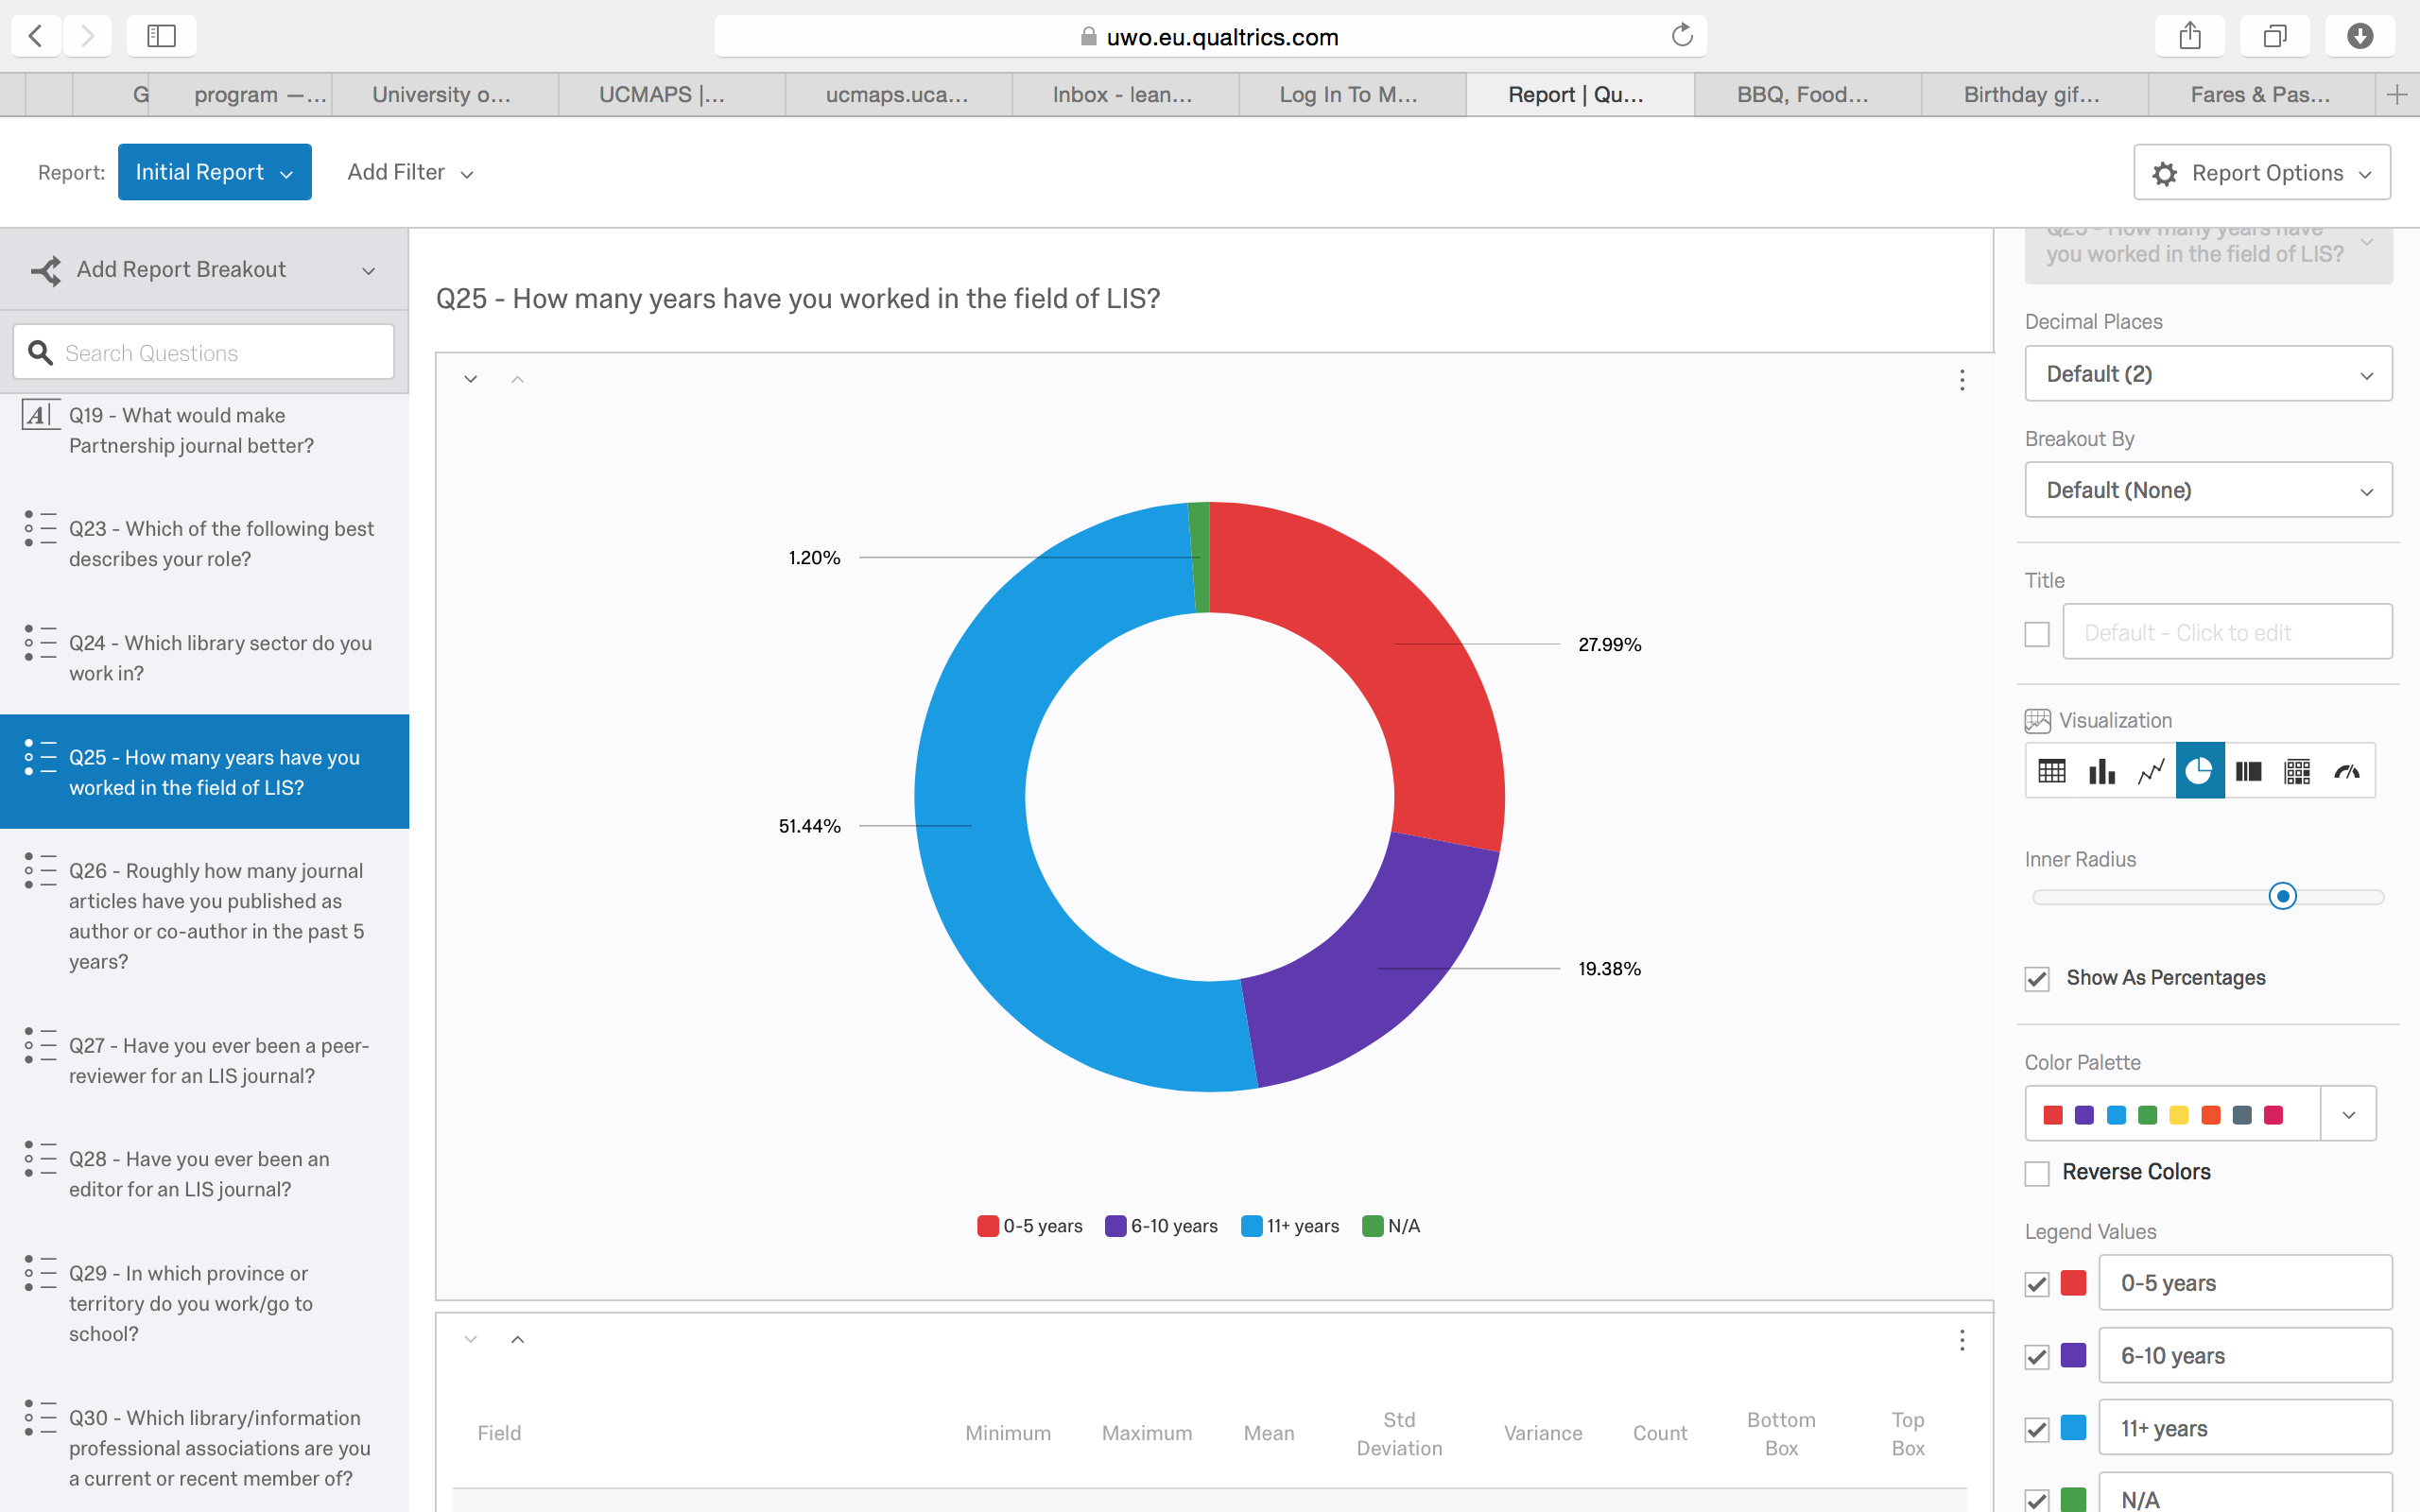 uwo.eu.qualtrics.com
G
program —...
University o...
UCMAPS |...
ucmaps.uca...
Inbox - lean...
Log In To M...
Report | Qu...
BBQ, Food...
Birthday gif...
Fares & Pas...
Report:
Initial Report
Add Filter
Report Options
Add Report Breakout
Search Questions
Q19 - What would make
Partnership journal better?
Q23 - Which of the following best
describes your role?
Q24 - Which library sector do you
work in?
Q25 - How many years have you
worked in the field of LIS?
Q26 - Roughly how many journal
articles have you published as
author or co-author in the past 5
years?
Q27 - Have you ever been a peer-
reviewer for an LIS journal?
Q28 - Have you ever been an
editor for an LIS journal?
Q29 - In which province or
territory do you work/go to
school?
Q30 - Which library/information
professional associations are you
a current or recent member of?
Q25 - How many years have you worked in the field of LIS?
1.20%
27.99%
51.44%
19.38%
0-5 years
6-10 years
11+ years
N/A
Field
Minimum
Maximum
Mean
Std
Deviation
Variance
Count
Bottom
Box
Top
Box
Q25 - How many years have
you worked in the field of LIS?
Decimal Places
Default (2)
Breakout By
Default (None)
Title
Default - Click to edit
Visualization
Inner Radius
Show As Percentages
Color Palette
Reverse Colors
Legend Values
0-5 years
6-10 years
11+ years
N/A